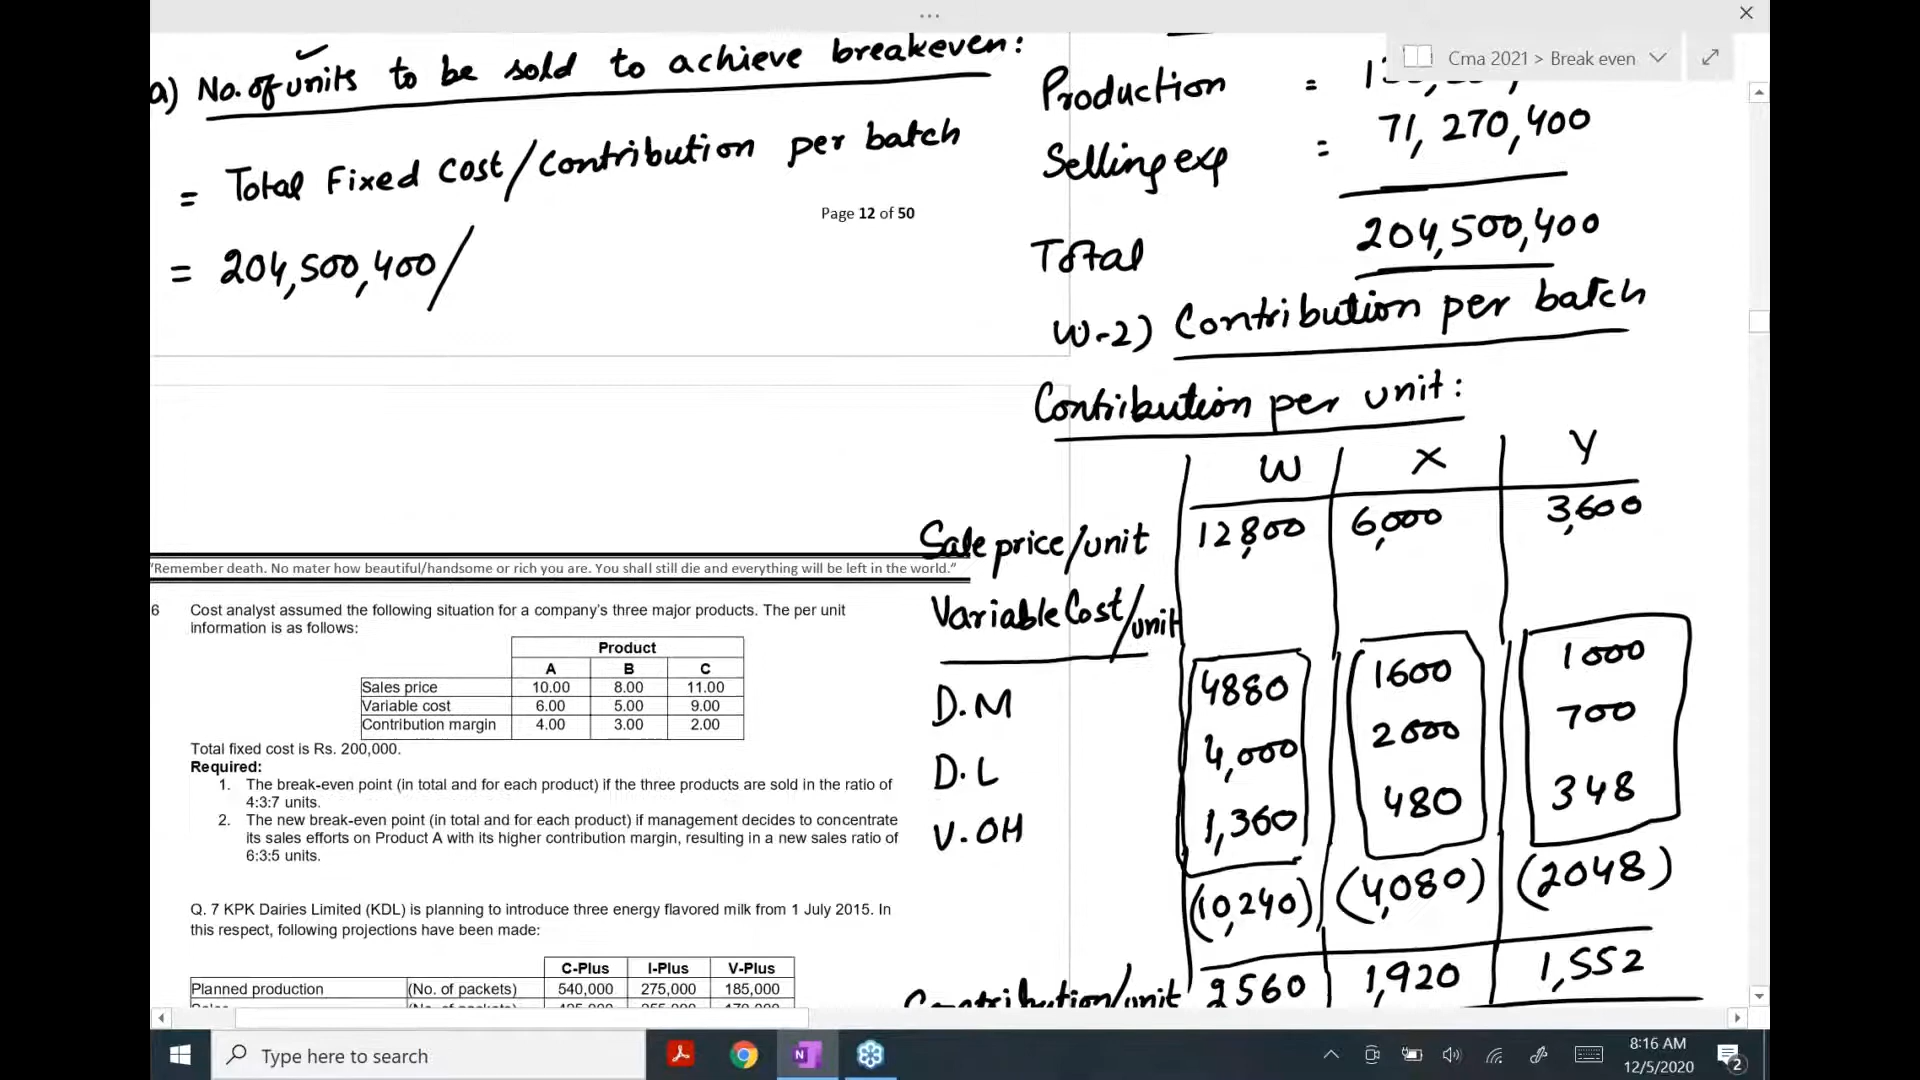 ...
Cma 2021 > Break even
a) No. of units to be sold to achieve breakeven:
= Total Fixed Cost/Contribution per batch
= 204,500,400/
Page 12 of 50
Production =
Selling exp = 71,270,400
Total 204,500,400
W-2) Contribution per batch
Contribution per unit:
W X Y
Sale price/unit 12,800 6,000 3,600
Variable Cost/unit
D.M 4880 1600 1000
D.L 4,000 2000 700
V.OH 1,360 480 348
(10,240) (4,080) (2048)
Contribution/unit 2560 1,920 1,552
"Remember death. No mater how beautiful/handsome or rich you are. You shall still die and everything will be left in the world."
6 Cost analyst assumed the following situation for a company's three major products. The per unit
information is as follows:
Product
A B C
Sales price 10.00 8.00 11.00
Variable cost 6.00 5.00 9.00
Contribution margin 4.00 3.00 2.00
Total fixed cost is Rs. 200,000.
Required:
1. The break-even point (in total and for each product) if the three products are sold in the ratio of
4:3:7 units.
2. The new break-even point (in total and for each product) if management decides to concentrate
its sales efforts on Product A with its higher contribution margin, resulting in a new sales ratio of
6:3:5 units.
Q. 7 KPK Dairies Limited (KDL) is planning to introduce three energy flavored milk from 1 July 2015. In
this respect, following projections have been made:
C-Plus I-Plus V-Plus
Planned production (No. of packets) 540,000 275,000 185,000
Type here to search
N
8:16 AM
12/5/2020
2